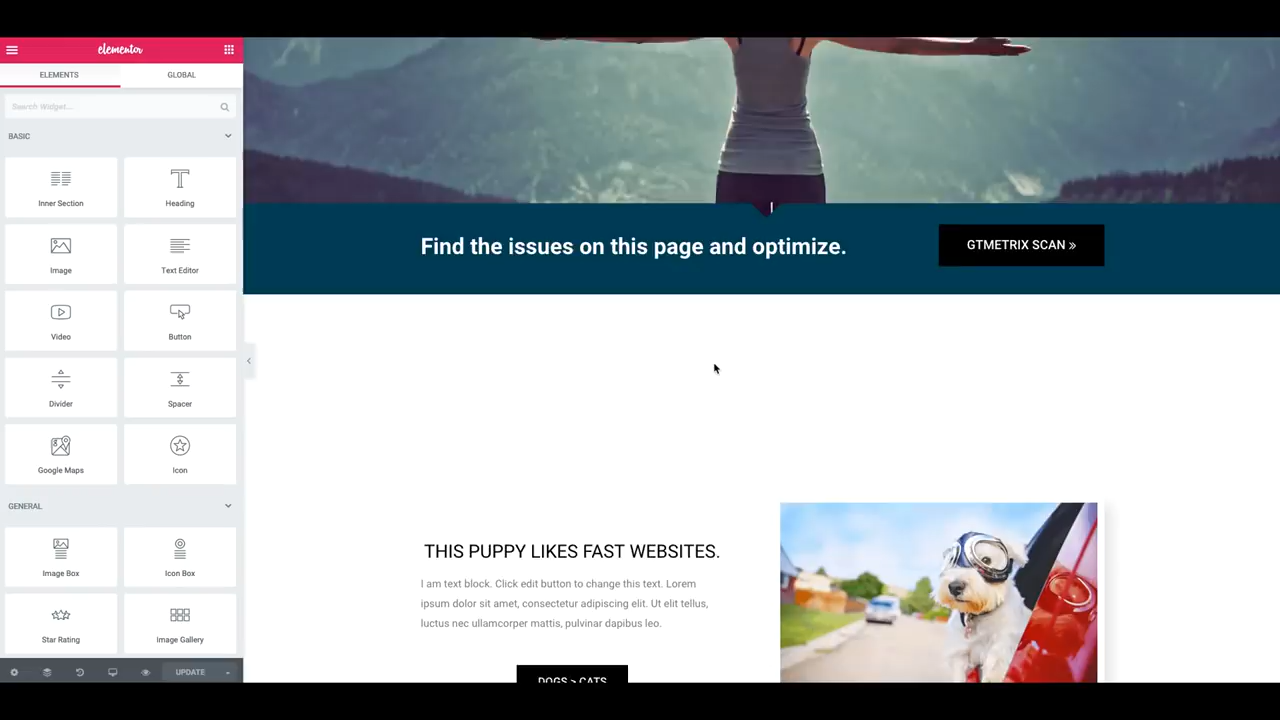 elementor
ELEMENTS
GLOBAL
Search Widget...
BASIC
Inner Section
Heading
Image
Text Editor
Video
Button
Divider
Spacer
Google Maps
Icon
GENERAL
Image Box
Icon Box
Star Rating
Image Gallery
UPDATE
Find the issues on this page and optimize.
GTMETRIX SCAN »
THIS PUPPY LIKES FAST WEBSITES.
I am text block. Click edit button to change this text. Lorem
ipsum dolor sit amet, consectetur adipiscing elit. Ut elit tellus,
luctus nec ullamcorper mattis, pulvinar dapibus leo.
DOGS > CATS